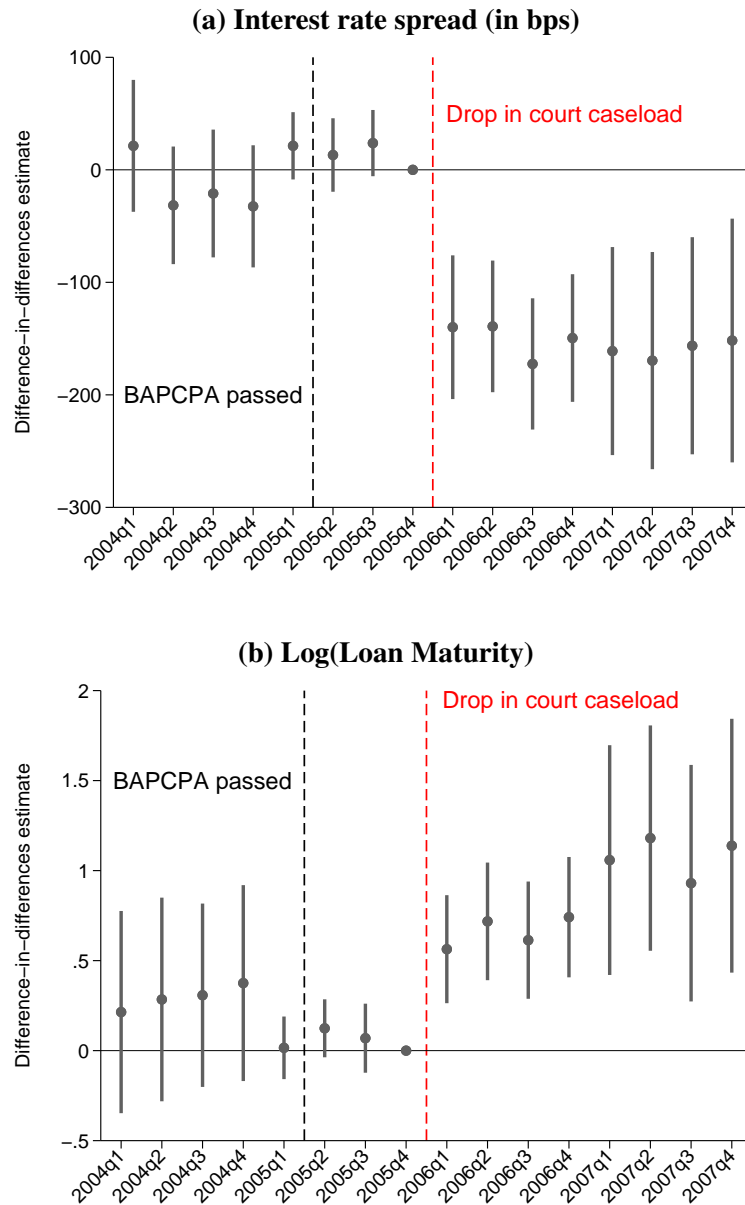 (a) Interest rate spread (in bps)
Difference−in−differences estimate
100
0
−100
−200
−300
Drop in court caseload
BAPCPA passed
2004q1
2004q2
2004q3
2004q4
2005q1
2005q2
2005q3
2005q4
2006q1
2006q2
2006q3
2006q4
2007q1
2007q2
2007q3
2007q4
(b) Log(Loan Maturity)
Difference−in−differences estimate
2
1.5
1
.5
0
−.5
Drop in court caseload
BAPCPA passed
2004q1
2004q2
2004q3
2004q4
2005q1
2005q2
2005q3
2005q4
2006q1
2006q2
2006q3
2006q4
2007q1
2007q2
2007q3
2007q4